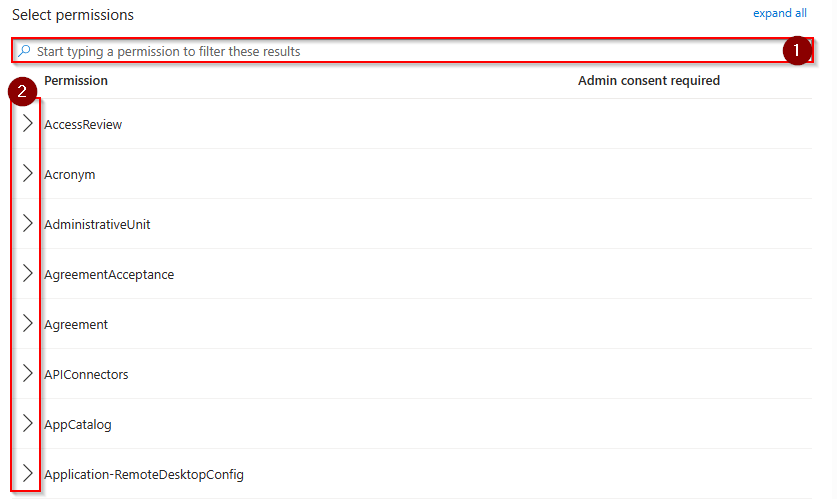 Select permissions
expand all
Start typing a permission to filter these results
1
2
Permission
Admin consent required
AccessReview
Acronym
AdministrativeUnit
AgreementAcceptance
Agreement
APIConnectors
AppCatalog
Application-RemoteDesktopConfig